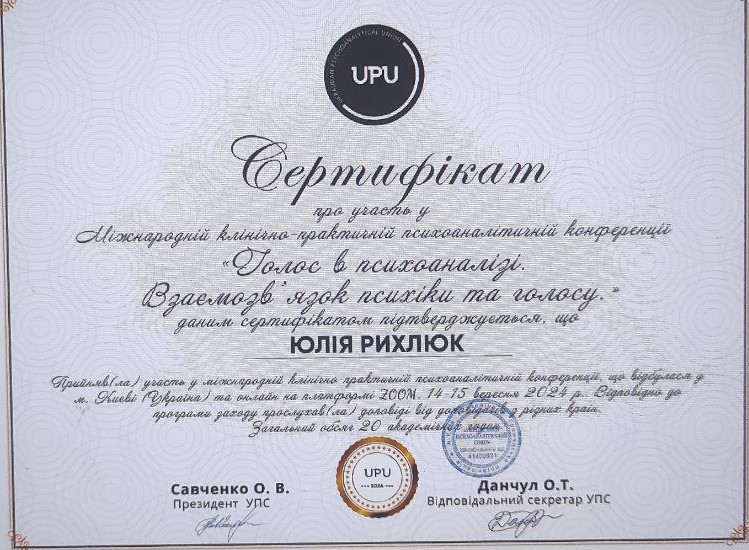 UKRAINIAN PSYCHOANALYTICAL UNION
UPU
Сертифікат
про участь у
Міжнародній клінічно-практичній психоаналітичній конференції
«Голос в психоаналізі.
Взаємозв'язок психіки та голосу.»
даним сертифікатом підтверджується, що
ЮЛІЯ РИХЛЮК
Прийняв(ла) участь у міжнародній клінічно практичній психоаналітичній конференції, що відбулася у
м. Києві (Україна) та онлайн на платформі ZOOM. 14-15 вересня 2024 р.. Відповідно до
програми заходу прослухав(ла) доповіді від доповідачів з різних країн.
Загальний обсяг 20 академічних годин.
UPU
2024
Савченко О. В.
Президент УПС
Данчул О.Т.
Відповідальний секретар УПС